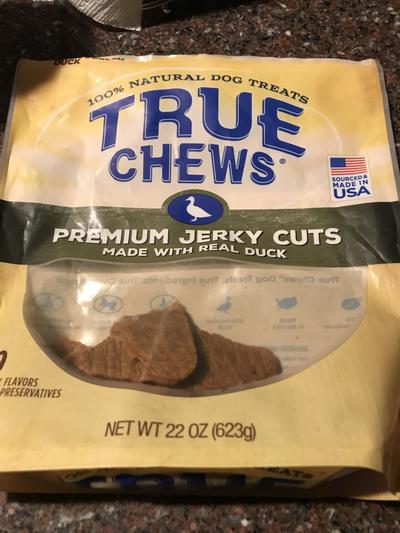 DUCK
100% NATURAL DOG TREATS
TRUE
CHEWS®
SOURCED &
MADE IN
USA
PREMIUM JERKY CUTS
MADE WITH REAL DUCK
True Chews® Dog Treats. True Ingredients. True
FLAVORS
PRESERVATIVES
NET WT 22 OZ (623g)
TREATS
TRUE